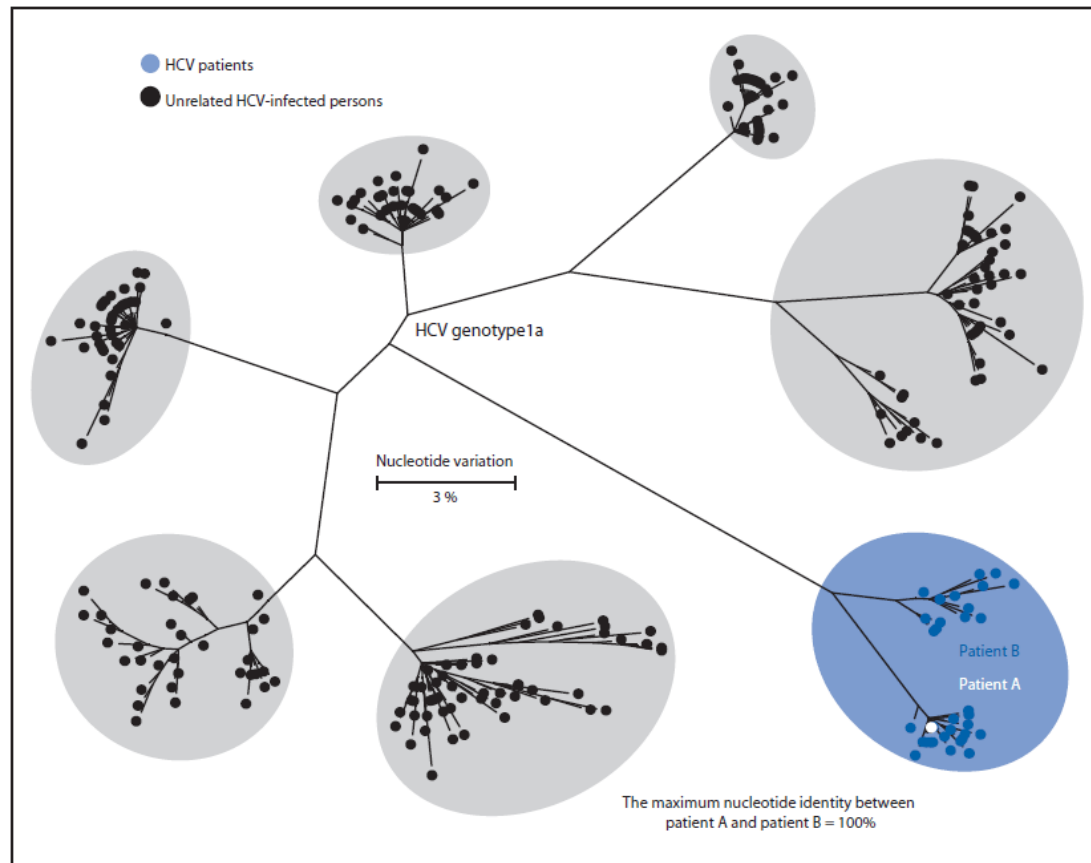 HCV patients
Unrelated HCV-infected persons
HCV genotype1a
Nucleotide variation
3 %
Patient B
Patient A
The maximum nucleotide identity between
patient A and patient B = 100%